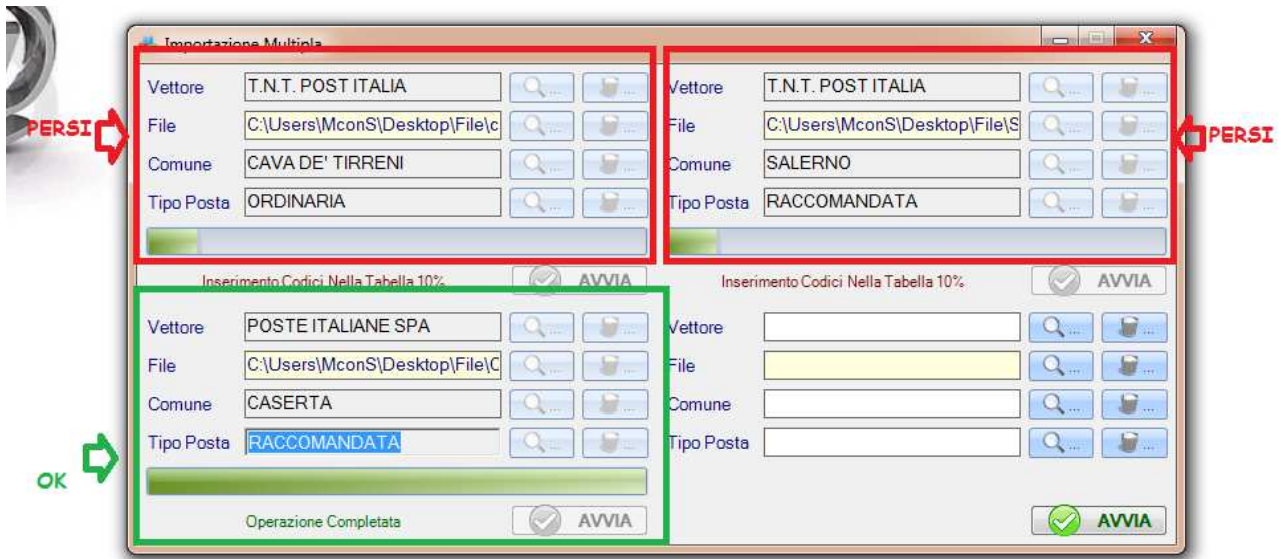 Importazione Multipla
Vettore T.N.T. POST ITALIA ... ...
File C:\Users\MconS\Desktop\File\c ... ...
Comune CAVA DE' TIRRENI ... ...
Tipo Posta ORDINARIA ... ...
Inserimento Codici Nella Tabella 10% AVVIA
PERSI
Vettore T.N.T. POST ITALIA ... ...
File C:\Users\MconS\Desktop\File\S ... ...
Comune SALERNO ... ...
Tipo Posta RACCOMANDATA ... ...
Inserimento Codici Nella Tabella 10% AVVIA
PERSI
Vettore POSTE ITALIANE SPA ... ...
File C:\Users\MconS\Desktop\File\C ... ...
Comune CASERTA ... ...
Tipo Posta RACCOMANDATA ... ...
Operazione Completata AVVIA
OK
Vettore ... ...
File ... ...
Comune ... ...
Tipo Posta ... ...
AVVIA